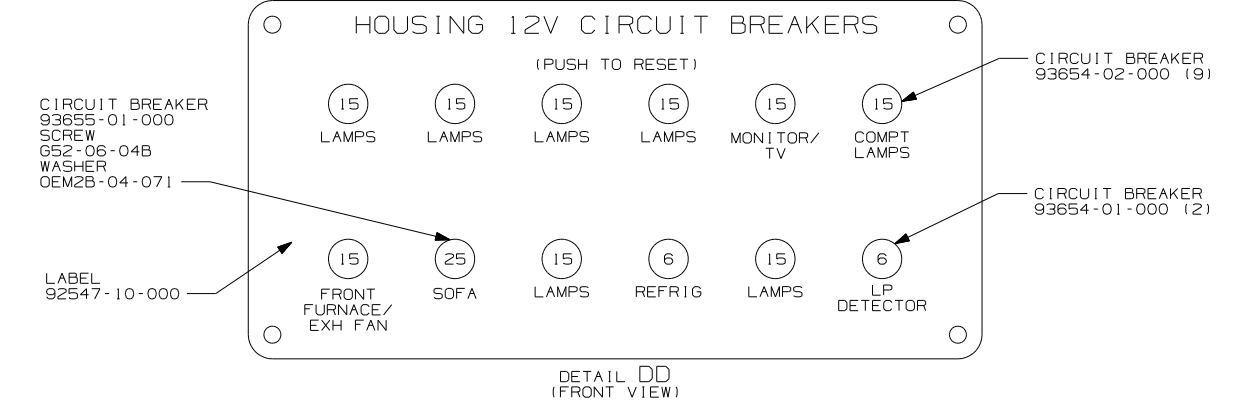 HOUSING 12V CIRCUIT BREAKERS
(PUSH TO RESET)
CIRCUIT BREAKER
93654-02-000 (9)
CIRCUIT BREAKER
93655-01-000
SCREW
G52-06-04B
WASHER
OEM2B-04-071
15 15 15 15 15 15
LAMPS LAMPS LAMPS LAMPS MONITOR/ COMPT
TV LAMPS
CIRCUIT BREAKER
93654-01-000 (2)
LABEL
92547-10-000
15 25 15 6 15 6
FRONT SOFA LAMPS REFRIG LAMPS LP
FURNACE/ DETECTOR
EXH FAN
DETAIL DD
(FRONT VIEW)